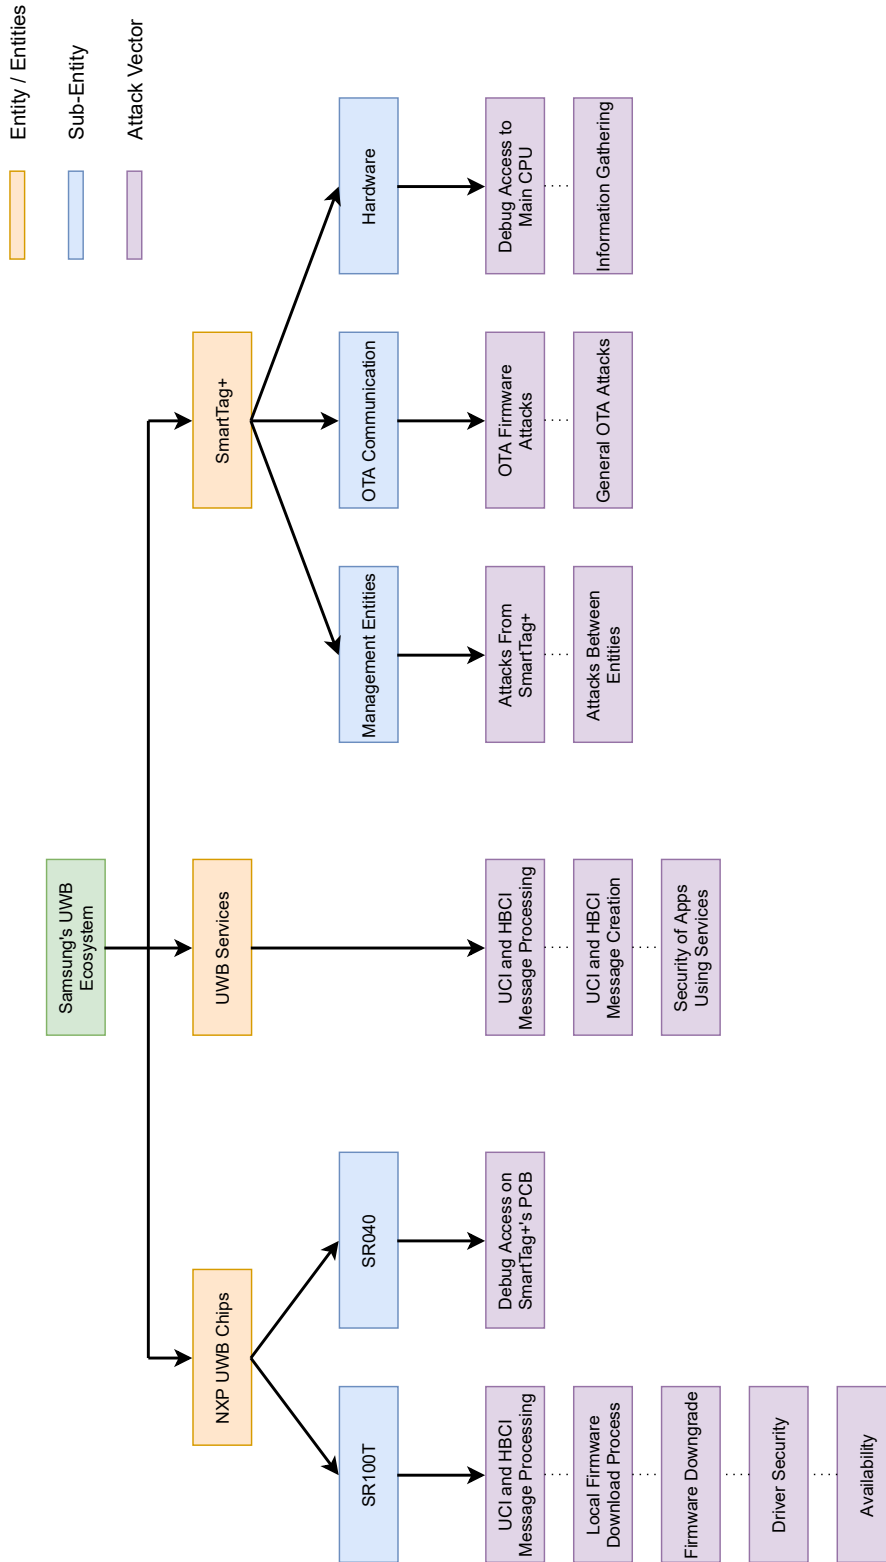 Entity / Entities
Sub-Entity
Attack Vector
Samsung's UWB
Ecosystem
NXP UWB Chips
UWB Services
SmartTag+
SR100T
SR040
Management Entities
OTA Communication
Hardware
UCI and HBCI
Message Processing
Local Firmware
Download Process
Firmware Downgrade
Driver Security
Availability
Debug Access on
SmartTag+'s PCB
UCI and HBCI
Message Processing
UCI and HBCI
Message Creation
Security of Apps
Using Services
Attacks From
SmartTag+
Attacks Between
Entities
OTA Firmware
Attacks
General OTA Attacks
Debug Access to
Main CPU
Information Gathering